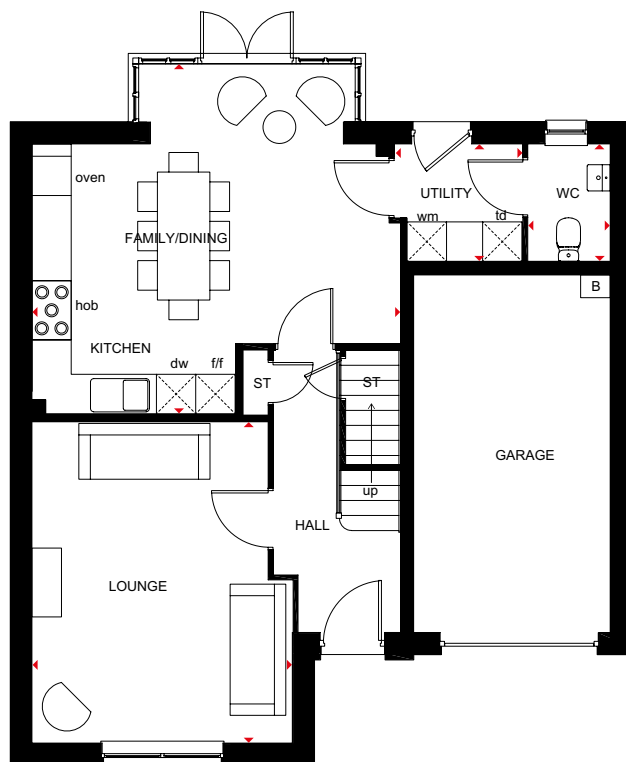 oven
UTILITY
WC
wm
td
FAMILY/DINING
B
hob
KITCHEN
dw
f/f
ST
ST
GARAGE
up
HALL
LOUNGE